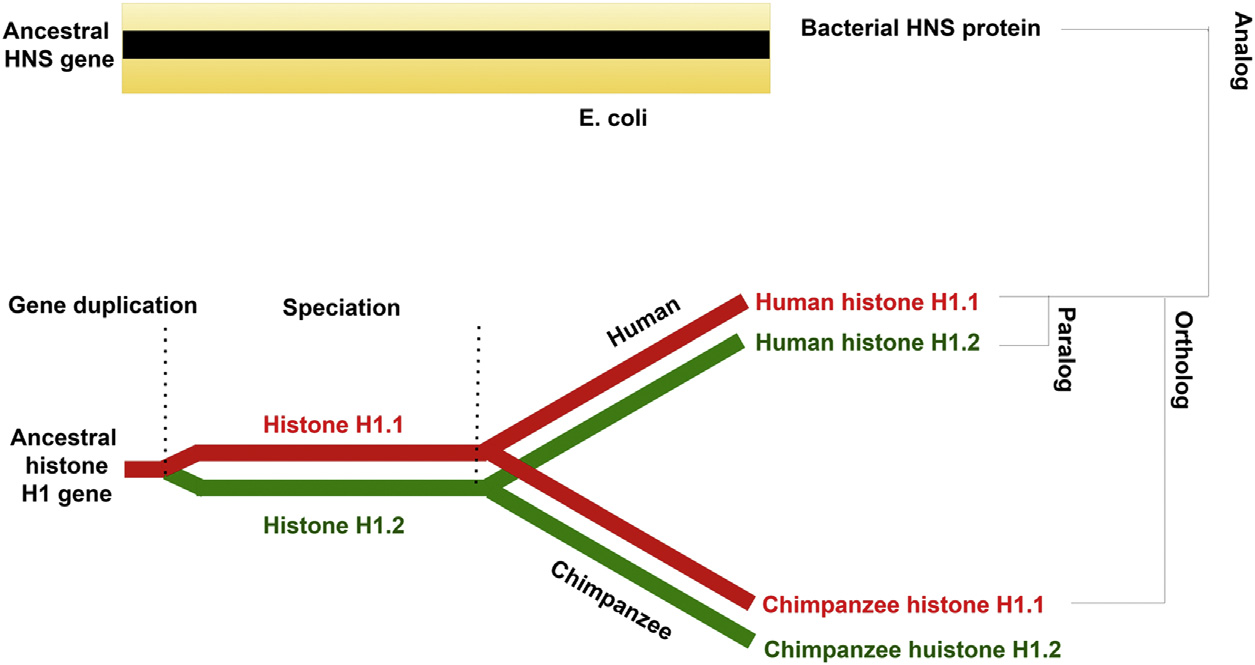 Ancestral
HNS gene
Bacterial HNS protein
Analog
E. coli
Gene duplication
Speciation
Human
Human histone H1.1
Human histone H1.2
Paralog
Ortholog
Ancestral
histone
H1 gene
Histone H1.1
Histone H1.2
Chimpanzee
Chimpanzee histone H1.1
Chimpanzee huistone H1.2